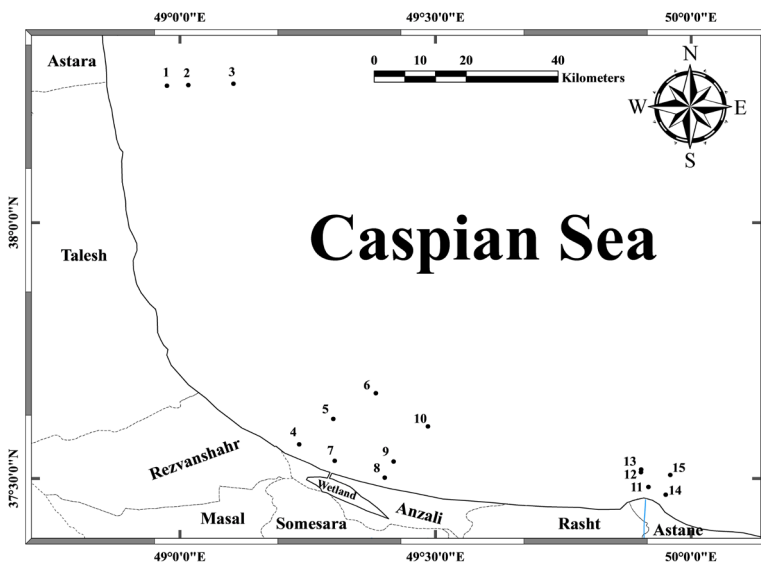 49°0'0"E 49°30'0"E 50°0'0"E
Astara
1 2 3
0 10 20 40
Kilometers
N
W E
S
38°0'0"N
Talesh
Caspian Sea
6
5
10
4
Rezvanshahr
7
9
8
13
12
15
11
14
37°30'0"N
Wetland
Masal
Somesara
Anzali
Rasht
Astane
49°0'0"E 49°30'0"E 50°0'0"E